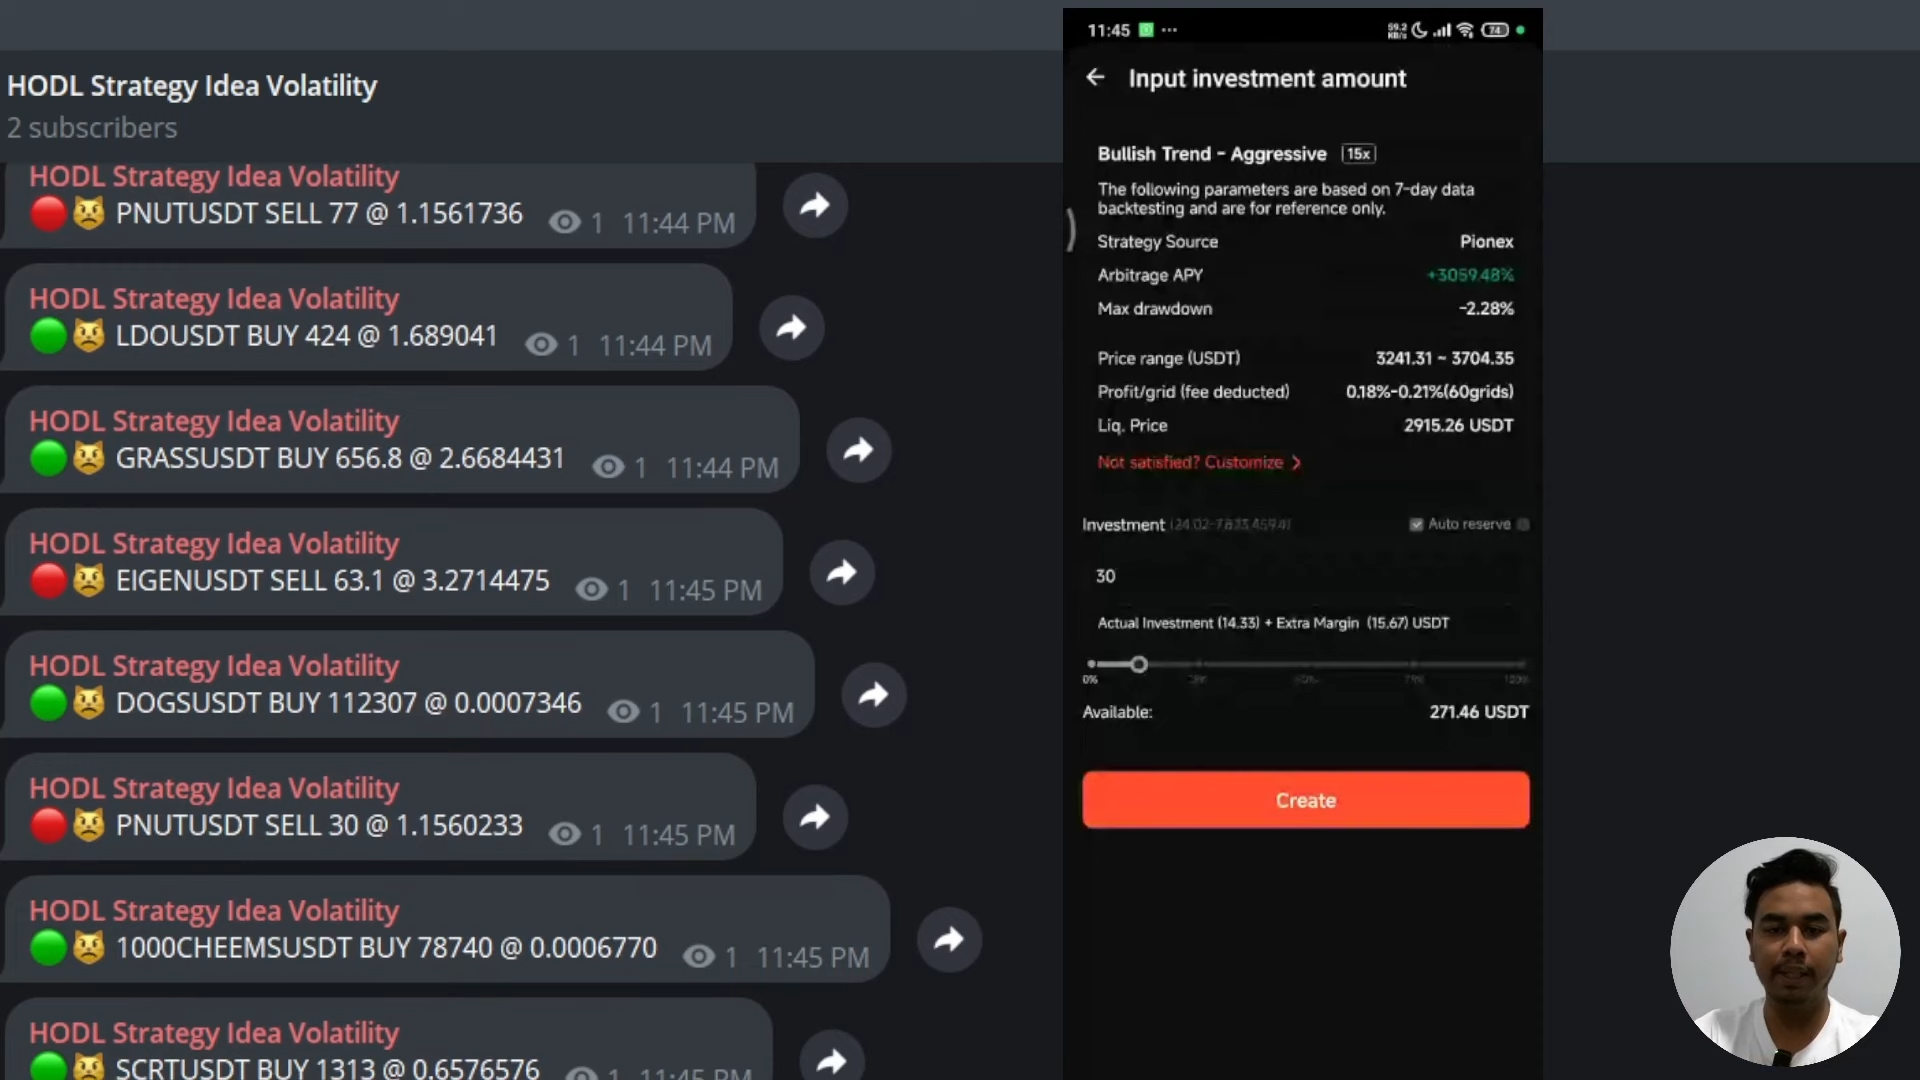 HODL Strategy Idea Volatility
2 subscribers
HODL Strategy Idea Volatility
PNUTUSDT SELL 77 @ 1.1561736 1 11:44 PM
HODL Strategy Idea Volatility
LDOUSDT BUY 424 @ 1.689041 1 11:44 PM
HODL Strategy Idea Volatility
GRASSUSDT BUY 656.8 @ 2.6684431 1 11:44 PM
HODL Strategy Idea Volatility
EIGENUSDT SELL 63.1 @ 3.2714475 1 11:45 PM
HODL Strategy Idea Volatility
DOGSUSDT BUY 112307 @ 0.0007346 1 11:45 PM
HODL Strategy Idea Volatility
PNUTUSDT SELL 30 @ 1.1560233 1 11:45 PM
HODL Strategy Idea Volatility
1000CHEEMSUSDT BUY 78740 @ 0.0006770 1 11:45 PM
HODL Strategy Idea Volatility
SCRTUSDT BUY 1313 @ 0.6576576 1 11:45 PM
11:45 ... 59.2 KB/s 74
Input investment amount
Bullish Trend - Aggressive 15x
The following parameters are based on 7-day data
backtesting and are for reference only.
Strategy Source Pionex
Arbitrage APY +3059.48%
Max drawdown -2.28%
Price range (USDT) 3241.31 ~ 3704.35
Profit/grid (fee deducted) 0.18%-0.21%(60grids)
Liq. Price 2915.26 USDT
Not satisfied? Customize >
Investment Auto reserve
30
Actual Investment (14.33) + Extra Margin (15.67) USDT
0%
Available: 271.46 USDT
Create